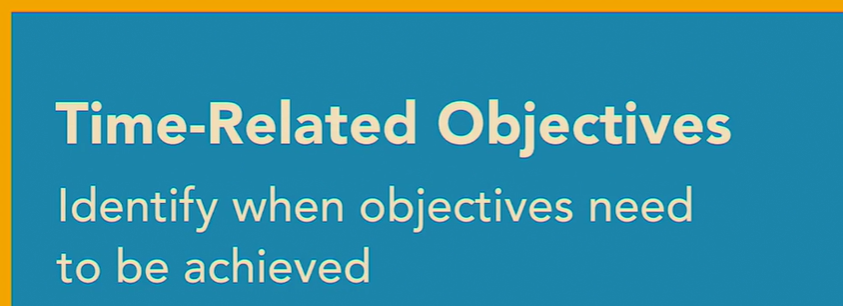 Time-Related Objectives
Identify when objectives need
to be achieved